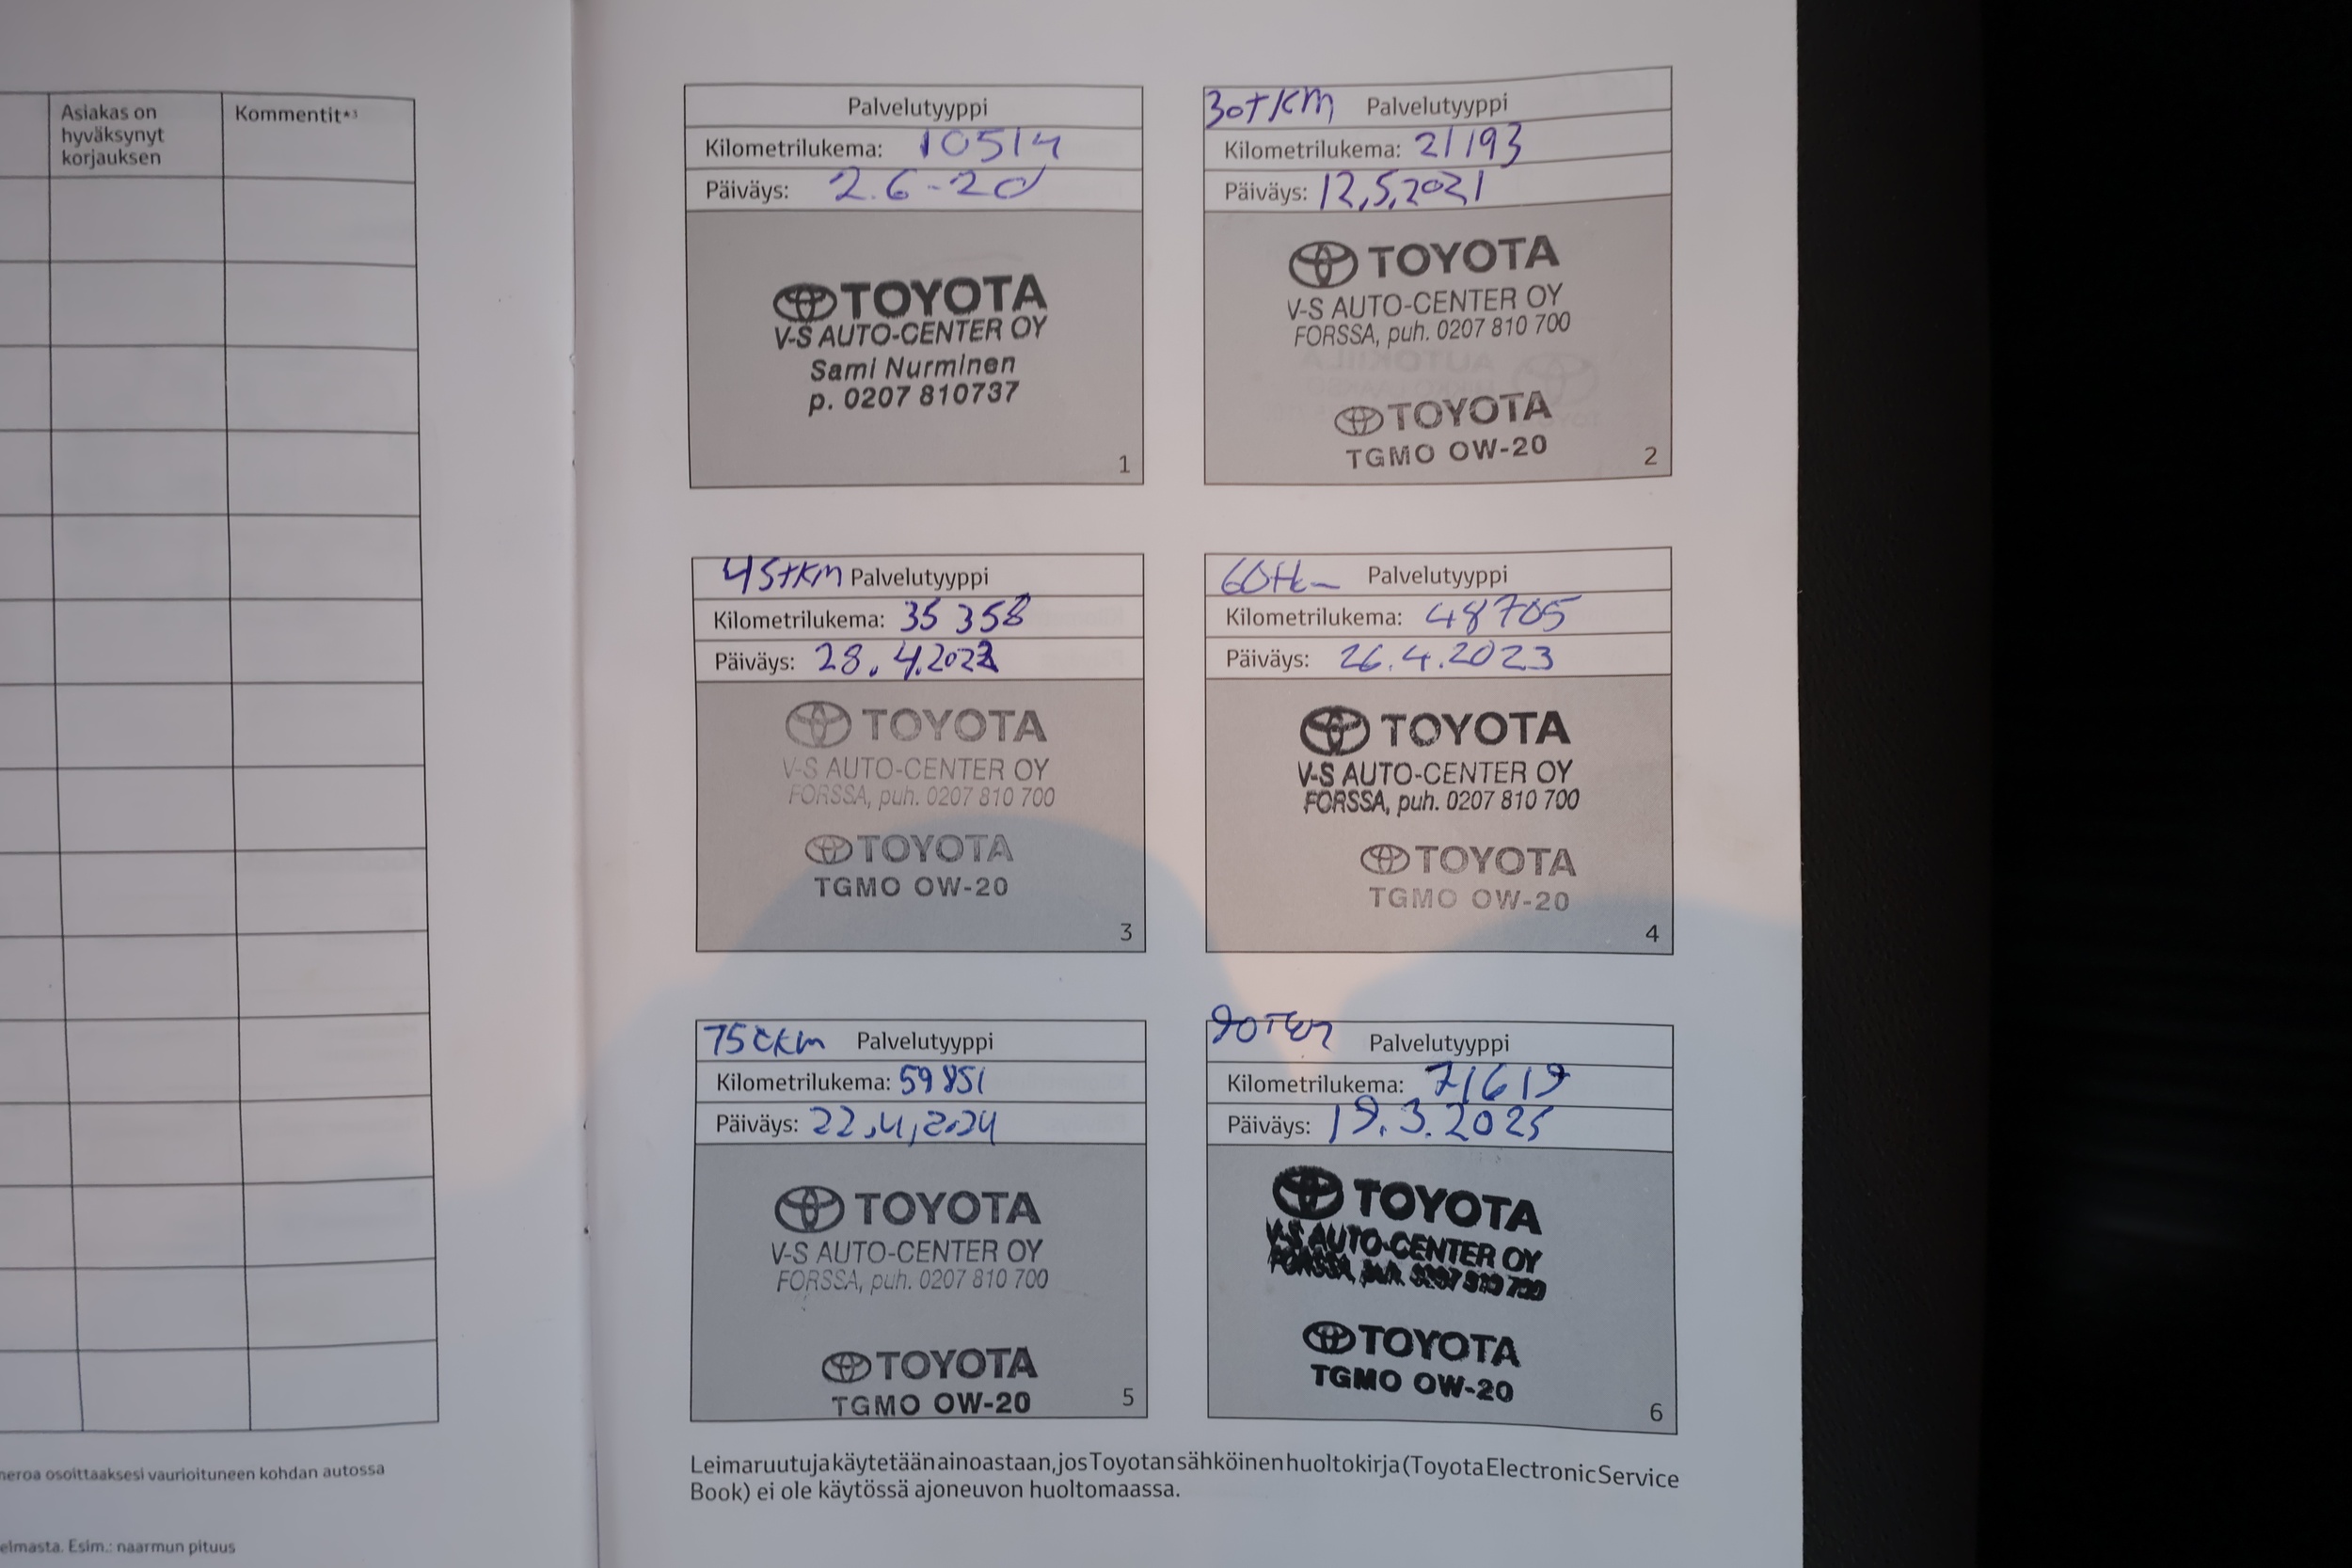 Asiakas on
hyväksynyt
korjauksen
Kommentit*³
neroa osoittaaksesi vaurioituneen kohdan autossa
elmasta. Esim.: naarmun pituus
Palvelutyyppi
Kilometrilukema: 10514
Päiväys: 2.6-20
TOYOTA
V-S AUTO-CENTER OY
Sami Nurminen
p. 0207 810737
1
30tkm Palvelutyyppi
Kilometrilukema: 21193
Päiväys: 12,5,2021
TOYOTA
V-S AUTO-CENTER OY
FORSSA, puh. 0207 810 700
TOYOTA
TGMO OW-20
2
45tkm Palvelutyyppi
Kilometrilukema: 35 358
Päiväys: 28.4.2022
TOYOTA
V-S AUTO-CENTER OY
FORSSA, puh. 0207 810 700
TOYOTA
TGMO OW-20
3
60tkm Palvelutyyppi
Kilometrilukema: 48705
Päiväys: 26.4.2023
TOYOTA
V-S AUTO-CENTER OY
FORSSA, puh. 0207 810 700
TOYOTA
TGMO OW-20
4
75tkm Palvelutyyppi
Kilometrilukema: 59851
Päiväys: 22,4,2024
TOYOTA
V-S AUTO-CENTER OY
FORSSA, puh. 0207 810 700
TOYOTA
TGMO OW-20
5
90Tkm Palvelutyyppi
Kilometrilukema: 71619
Päiväys: 19.3.2025
TOYOTA
V-S AUTO-CENTER OY
FORSSA, puh. 0207 810 700
TOYOTA
TGMO OW-20
6
Leimaruutuja käytetään ainoastaan, jos Toyotan sähköinen huoltokirja (Toyota Electronic Service
Book) ei ole käytössä ajoneuvon huoltomaassa.